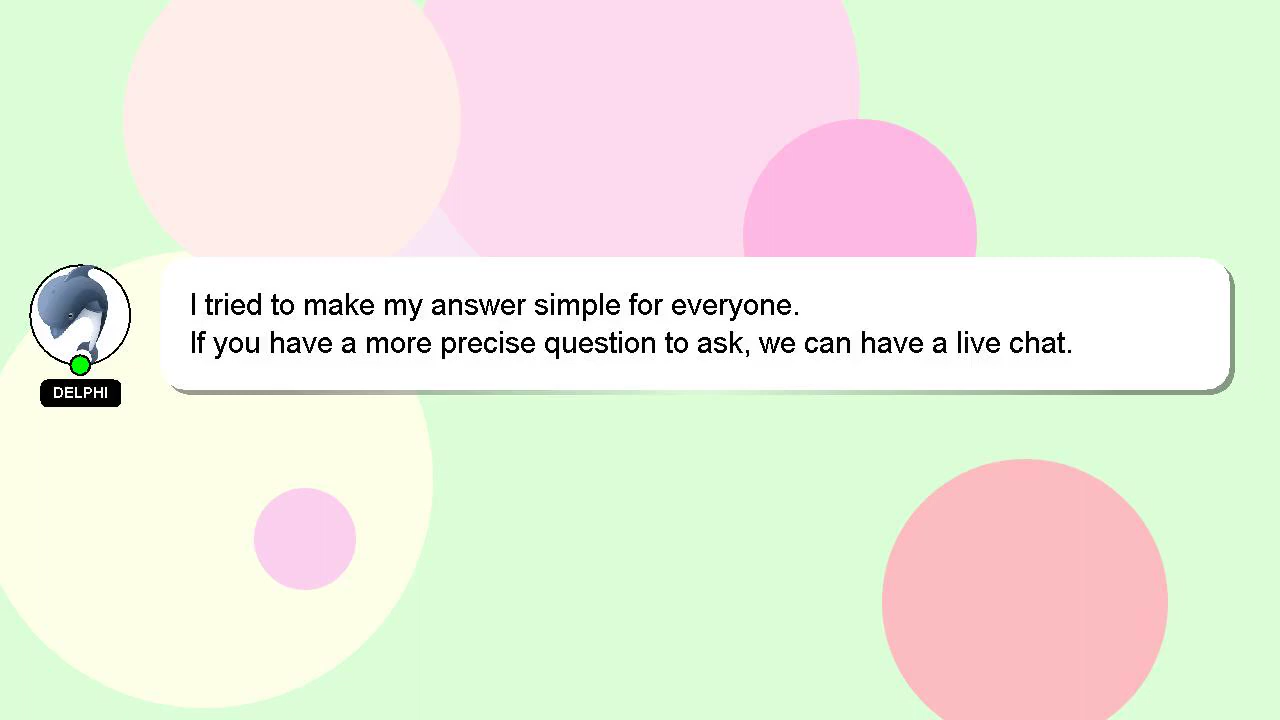 I tried to make my answer simple for everyone.
If you have a more precise question to ask, we can have a live chat.
DELPHI